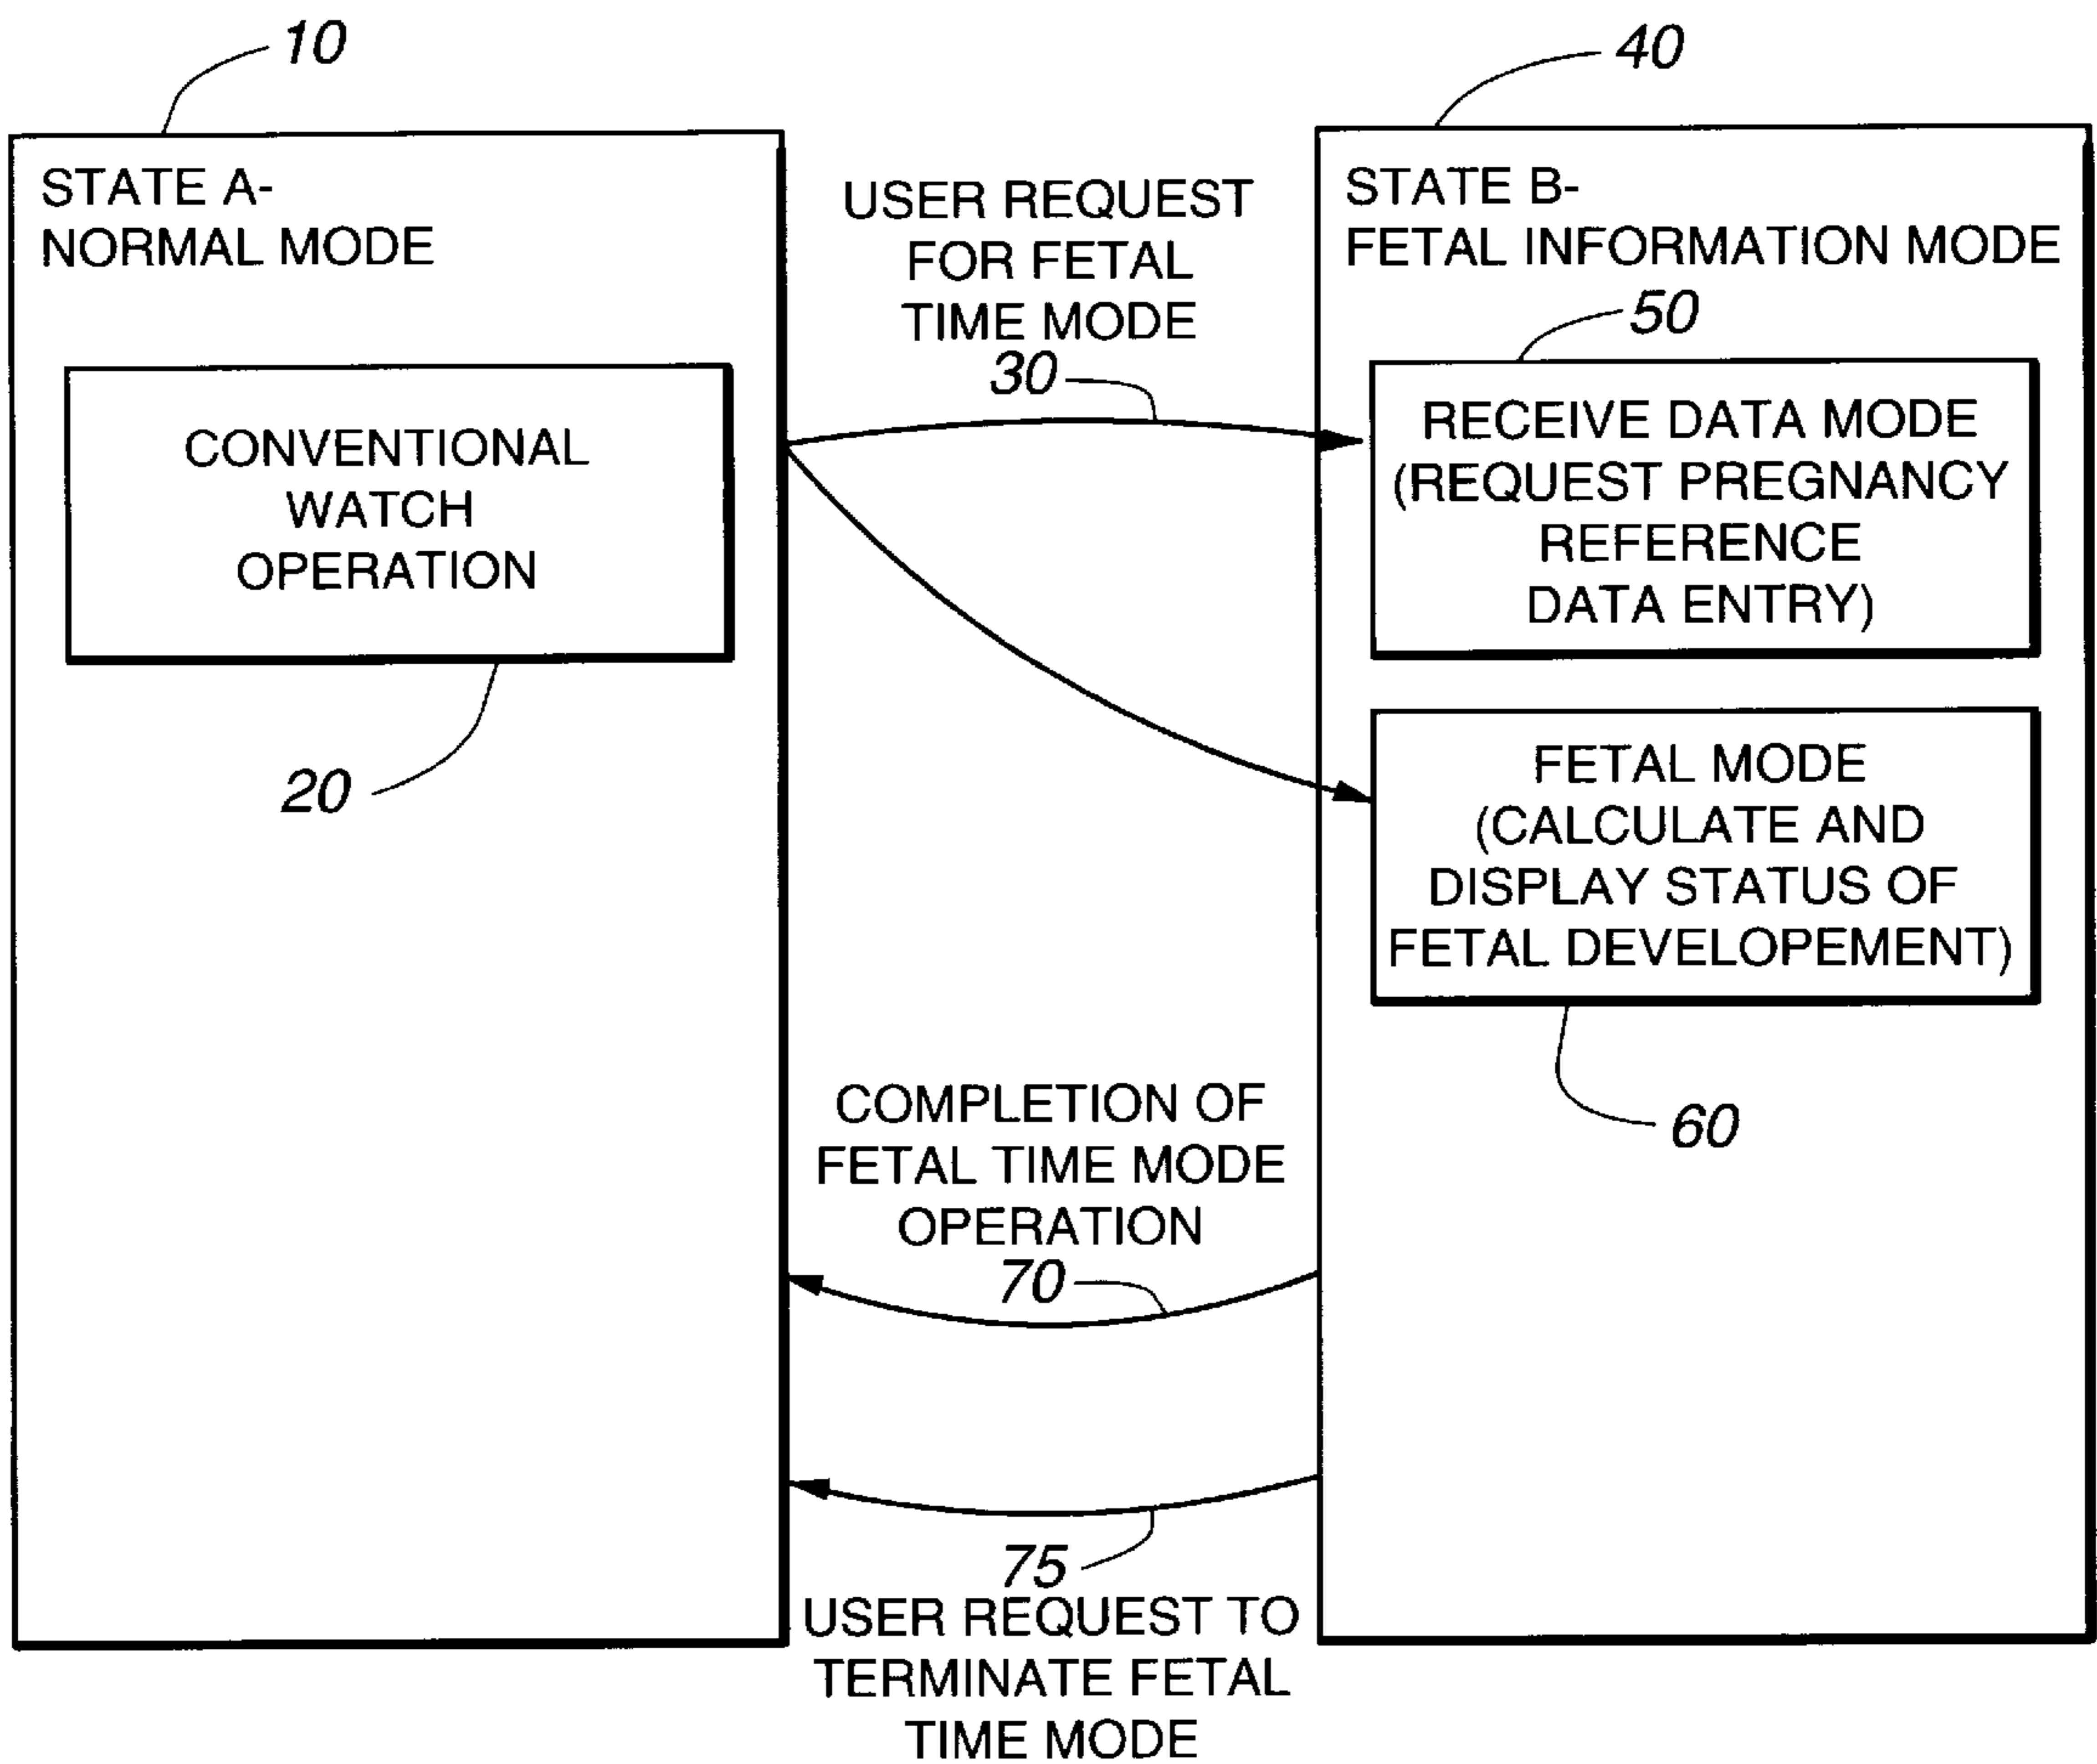 10
STATE A-
NORMAL MODE
CONVENTIONAL
WATCH
OPERATION
20
USER REQUEST
FOR FETAL
TIME MODE
30
40
STATE B-
FETAL INFORMATION MODE
50
RECEIVE DATA MODE
(REQUEST PREGNANCY
REFERENCE
DATA ENTRY)
FETAL MODE
(CALCULATE AND
DISPLAY STATUS OF
FETAL DEVELOPEMENT)
60
COMPLETION OF
FETAL TIME MODE
OPERATION
70
75
USER REQUEST TO
TERMINATE FETAL
TIME MODE